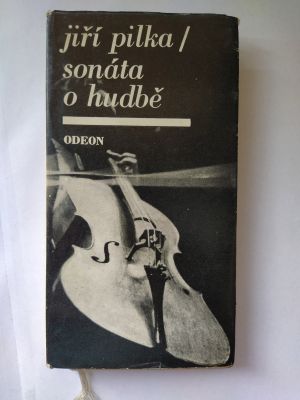 jiří pilka /
sonáta
o hudbě
ODEON